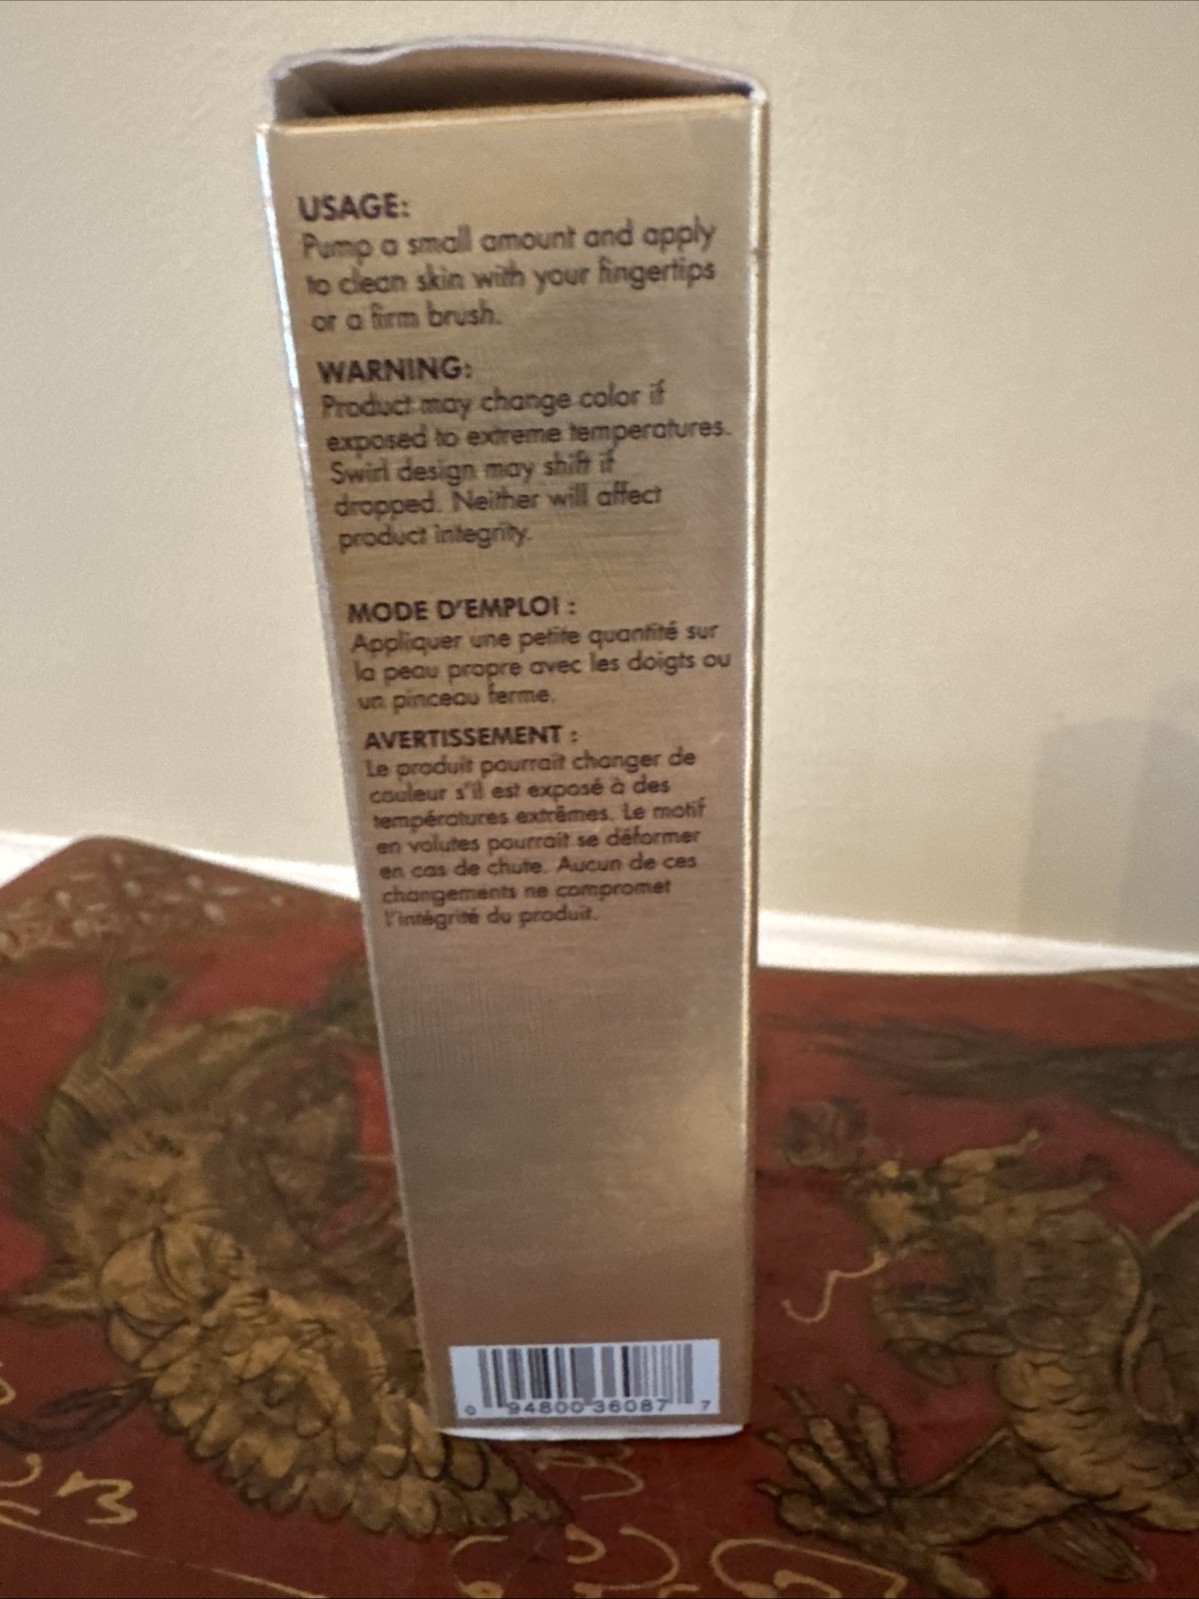 USAGE:
Pump a small amount and apply
to clean skin with your fingertips
or a firm brush.
WARNING:
Product may change color if
exposed to extreme temperatures.
Swirl design may shift if
dropped. Neither will affect
product integrity.
MODE D'EMPLOI :
Appliquer une petite quantité sur
la peau propre avec les doigts ou
un pinceau ferme.
AVERTISSEMENT :
Le produit pourrait changer de
couleur s'il est exposé à des
températures extrêmes. Le motif
en volutes pourrait se déformer
en cas de chute. Aucun de ces
changements ne compromet
l'intégrité du produit.
0 94800 36087 7